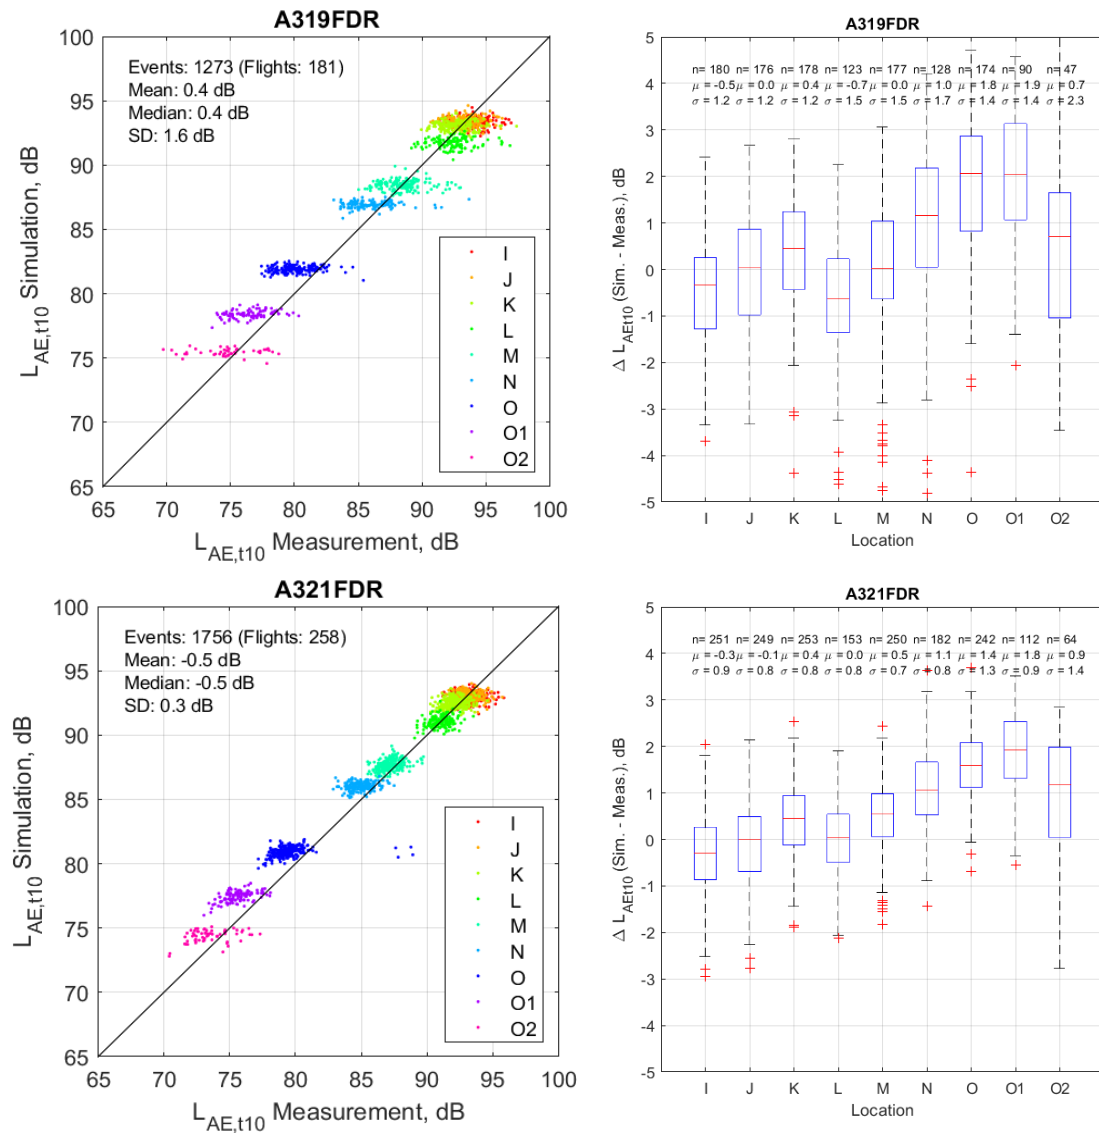 A319FDR
100
95
90
85
80
75
70
65
L_AE,t10 Simulation, dB
Events: 1273 (Flights: 181)
Mean: 0.4 dB
Median: 0.4 dB
SD: 1.6 dB
I
J
K
L
M
N
O
O1
O2
65 70 75 80 85 90 95 100
L_AE,t10 Measurement, dB
A319FDR
5
4
3
2
1
0
-1
-2
-3
-4
-5
Δ L_AEt10 (Sim. - Meas.), dB
n= 180 n= 176 n= 178 n= 123 n= 177 n= 128 n= 174 n= 90 n= 47
μ = -0.5 μ = 0.0 μ = 0.4 μ = -0.7 μ = 0.0 μ = 1.0 μ = 1.8 μ = 1.9 μ = 0.7
σ = 1.2 σ = 1.2 σ = 1.2 σ = 1.5 σ = 1.5 σ = 1.7 σ = 1.4 σ = 1.4 σ = 2.3
I J K L M N O O1 O2
Location
A321FDR
100
95
90
85
80
75
70
65
L_AE,t10 Simulation, dB
Events: 1756 (Flights: 258)
Mean: -0.5 dB
Median: -0.5 dB
SD: 0.3 dB
I
J
K
L
M
N
O
O1
O2
65 70 75 80 85 90 95 100
L_AE,t10 Measurement, dB
A321FDR
5
4
3
2
1
0
-1
-2
-3
-4
-5
Δ L_AEt10 (Sim. - Meas.), dB
n= 251 n= 249 n= 253 n= 153 n= 250 n= 182 n= 242 n= 112 n= 64
μ = -0.3 μ = -0.1 μ = 0.4 μ = 0.0 μ = 0.5 μ = 1.1 μ = 1.4 μ = 1.8 μ = 0.9
σ = 0.9 σ = 0.8 σ = 0.8 σ = 0.8 σ = 0.7 σ = 0.8 σ = 1.3 σ = 0.9 σ = 1.4
I J K L M N O O1 O2
Location